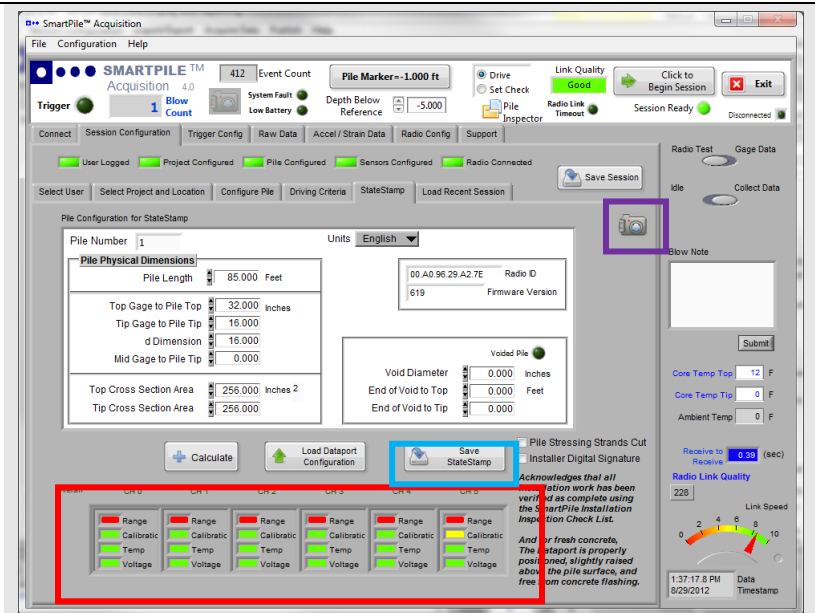 SmartPile™ Acquisition
File Configuration Help
SMARTPILE TM
Acquisition 4.0
412 Event Count
Pile Marker=-1.000 ft
Drive
Set Check
Link Quality
Good
Click to
Begin Session
Exit
Trigger
1 Blow
Count
System Fault
Low Battery
Depth Below
Reference
-5.000
Pile
Inspector
Radio Link
Timeout
Session Ready
Disconnected
Connect Session Configuration Trigger Config Raw Data Accel / Strain Data Radio Config Support
User Logged Project Configured Pile Configured Sensors Configured Radio Connected
Save Session
Select User Select Project and Location Configure Pile Driving Criteria StateStamp Load Recent Session
Pile Configuration for StateStamp
Pile Number 1
Units English
Pile Physical Dimensions
Pile Length 85.000 Feet
Top Gage to Pile Top 32.000 Inches
Tip Gage to Pile Tip 16.000
d Dimension 16.000
Mid Gage to Pile Tip 0.000
Top Cross Section Area 256.000 Inches 2
Tip Cross Section Area 256.000
00.A0.96.29.A2.7E Radio ID
619 Firmware Version
Voided Pile
Void Diameter 0.000 Inches
End of Void to Top 0.000 Feet
End of Void to Tip 0.000
Calculate
Load Dataport
Configuration
Save
StateStamp
Pile Stressing Strands Cut
Installer Digital Signature
Acknowledges thal all
installation work has been
verified as complete using
the SmartPile Installation
Inspection Check List.
And for fresh concrete,
The Dataport is properly
positioned, slightly raised
above the pile surface, and
free from concrete flashing.
CH 0 CH 1 CH 2 CH 3 CH 4 CH 5
Range Range Range Range Range Range
Calibratic Calibratic Calibratic Calibratic Calibratic Calibratic
Temp Temp Temp Temp Temp Temp
Voltage Voltage Voltage Voltage Voltage Voltage
Radio Test Gage Data
Idle Collect Data
Blow Note
Submit
Core Temp Top 12 F
Core Temp Tip 0 F
Ambient Temp 0 F
Receive to
Receive
0.39 (sec)
Radio Link Quality
228
Link Speed
0 2 4 6 8 10
1:37:17.8 PM
8/29/2012
Data
Timestamp